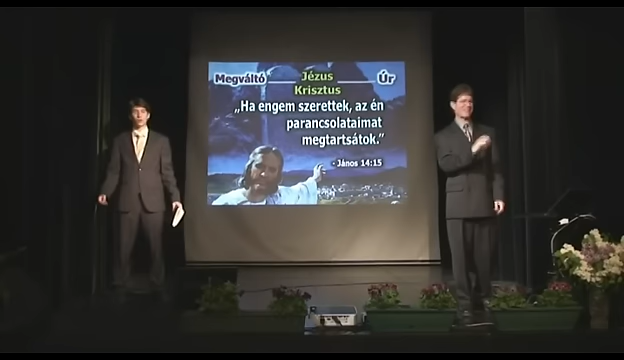 Megváltó Jézus Krisztus Úr
„Ha engem szerettek, az én
parancsolataimat
megtartsátok.”
- János 14:15